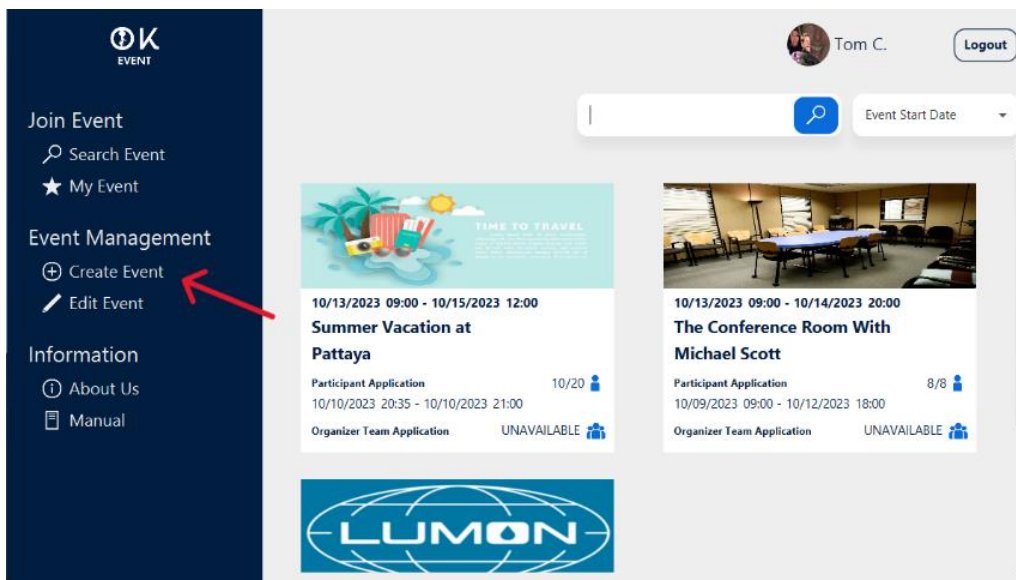 OK
EVENT
Join Event
Search Event
My Event
Event Management
Create Event
Edit Event
Information
About Us
Manual
Tom C.
Logout
Event Start Date
TIME TO TRAVEL
10/13/2023 09:00 - 10/15/2023 12:00
Summer Vacation at
Pattaya
Participant Application 10/20
10/10/2023 20:35 - 10/10/2023 21:00
Organizer Team Application UNAVAILABLE
10/13/2023 09:00 - 10/14/2023 20:00
The Conference Room With
Michael Scott
Participant Application 8/8
10/09/2023 09:00 - 10/12/2023 18:00
Organizer Team Application UNAVAILABLE
LUMON